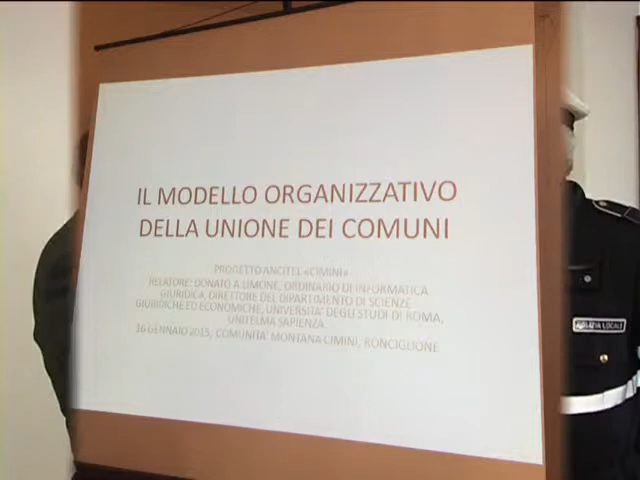 IL MODELLO ORGANIZZATIVO
DELLA UNIONE DEI COMUNI
PROGETTO ANCITEL «CIMINI»
RELATORE: DONATO A LIMONE, ORDINARIO DI INFORMATICA
GIURIDICA, DIRETTORE DEL DIPARTIMENTO DI SCIENZE
GIURIDICHE ED ECONOMICHE, UNIVERSITA' DEGLI STUDI DI ROMA,
UNITELMA SAPIENZA
16 GENNAIO 2015, COMUNITA' MONTANA CIMINI, RONCIGLIONE
POLIZIA LOCALE